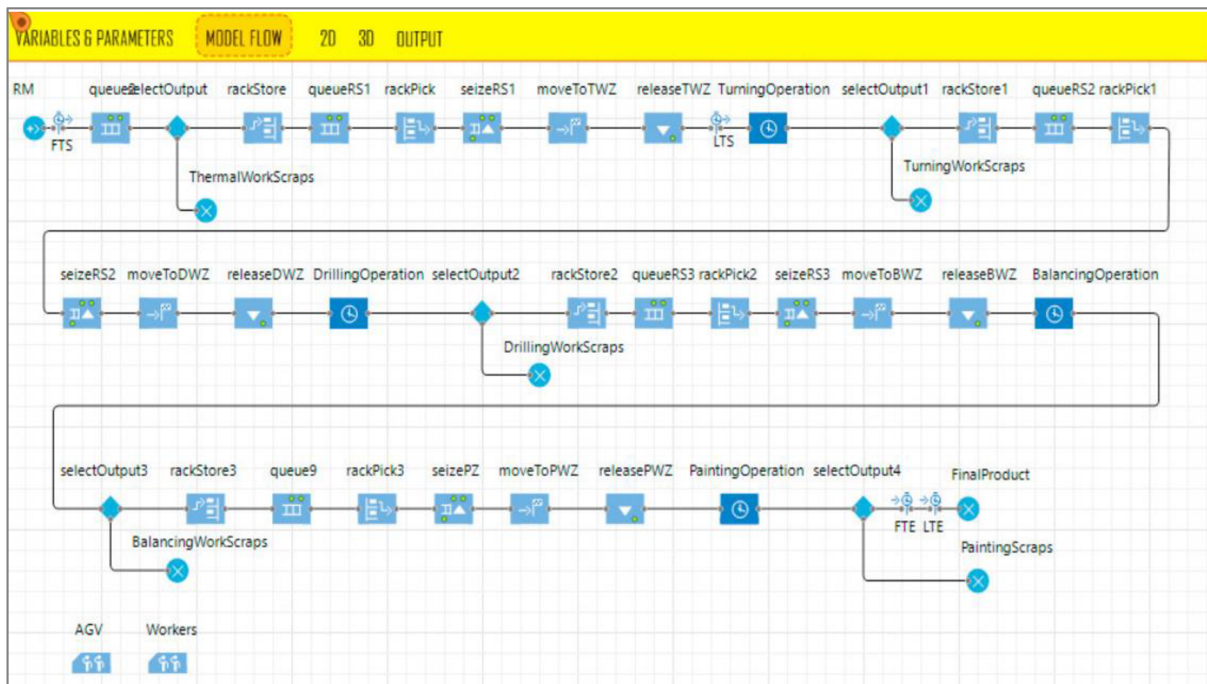 VARIABLES & PARAMETERS MODEL FLOW 2D 3D OUTPUT
RM queue2 selectOutput rackStore queueRS1 rackPick seizeRS1 moveToTWZ releaseTWZ TurningOperation selectOutput1 rackStore1 queueRS2 rackPick1
FTS LTS
ThermalWorkScraps TurningWorkScraps
seizeRS2 moveToDWZ releaseDWZ DrillingOperation selectOutput2 rackStore2 queueRS3 rackPick2 seizeRS3 moveToBWZ releaseBWZ BalancingOperation
DrillingWorkScraps
selectOutput3 rackStore3 queue9 rackPick3 seizePZ moveToPWZ releasePWZ PaintingOperation selectOutput4 FinalProduct
FTE LTE
BalancingWorkScraps PaintingScraps
AGV Workers